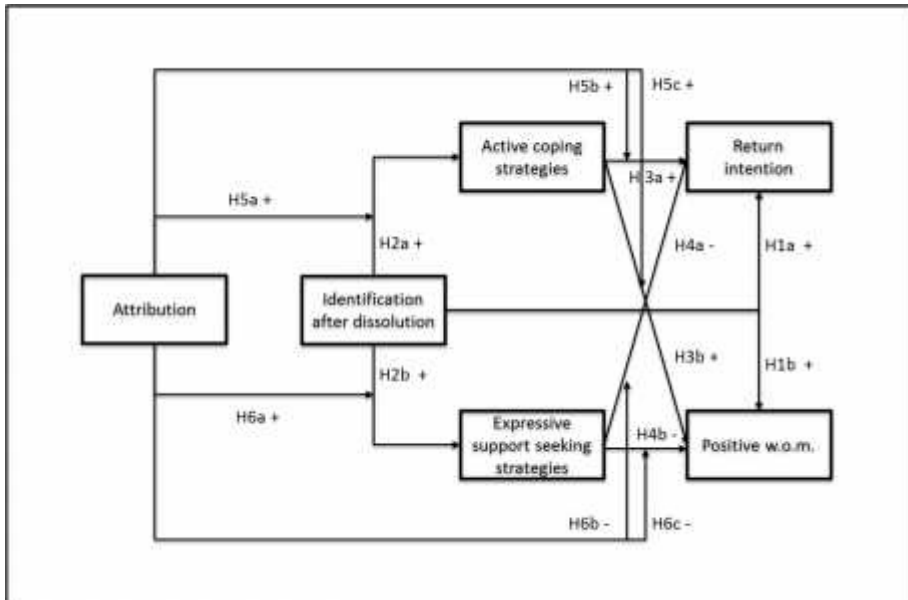 H5b +
H5c +
Active coping
strategies
Return
intention
H 3a +
H5a +
H2a +
H4a -
H1a +
Attribution
Identification
after dissolution
H3b +
H2b +
H1b +
H6a +
Expressive
support seeking
strategies
H4b -
Positive w.o.m.
H6b -
H6c -